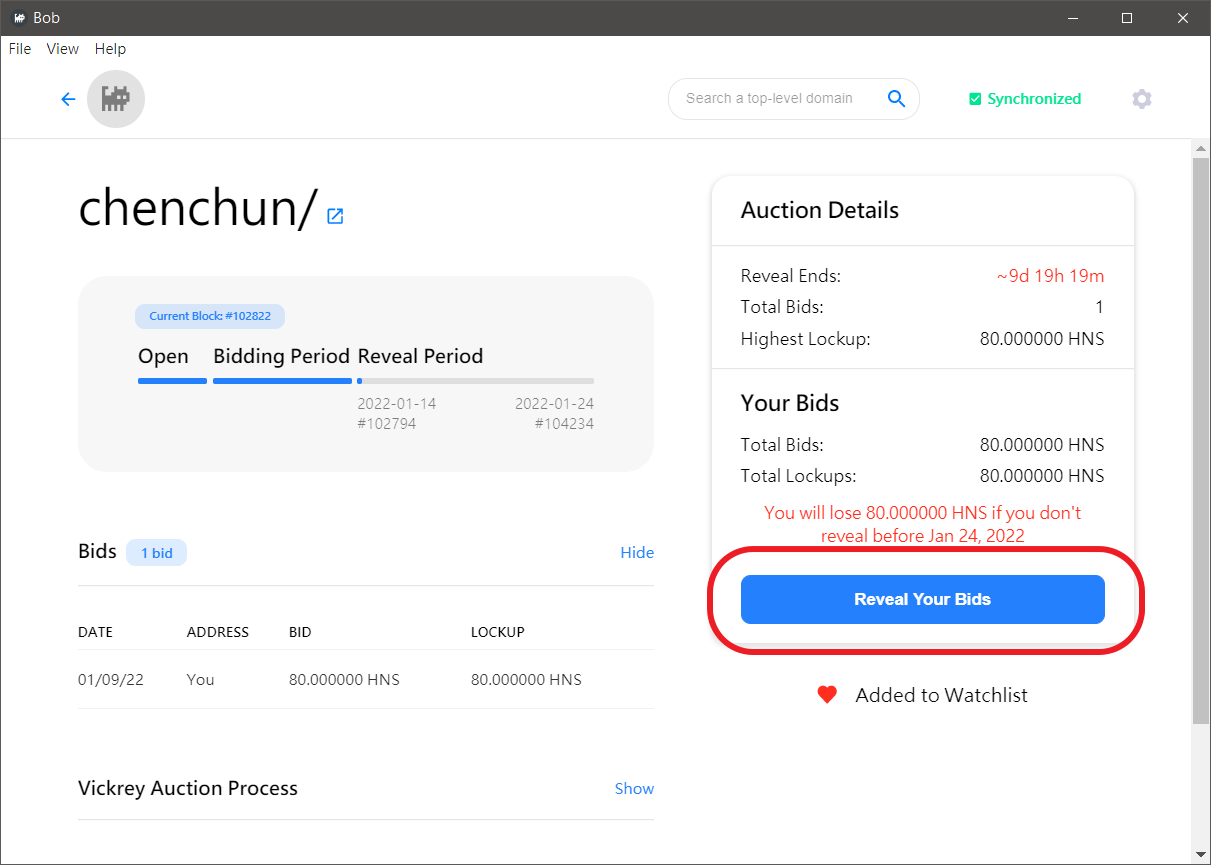 Bob
File View Help
Search a top-level domain
Synchronized
chenchun/
Current Block: #102822
Open Bidding Period Reveal Period
2022-01-14 2022-01-24
#102794 #104234
Bids 1 bid Hide
DATE ADDRESS BID LOCKUP
01/09/22 You 80.000000 HNS 80.000000 HNS
Vickrey Auction Process Show
Auction Details
Reveal Ends: ~9d 19h 19m
Total Bids: 1
Highest Lockup: 80.000000 HNS
Your Bids
Total Bids: 80.000000 HNS
Total Lockups: 80.000000 HNS
You will lose 80.000000 HNS if you don't
reveal before Jan 24, 2022
Reveal Your Bids
Added to Watchlist